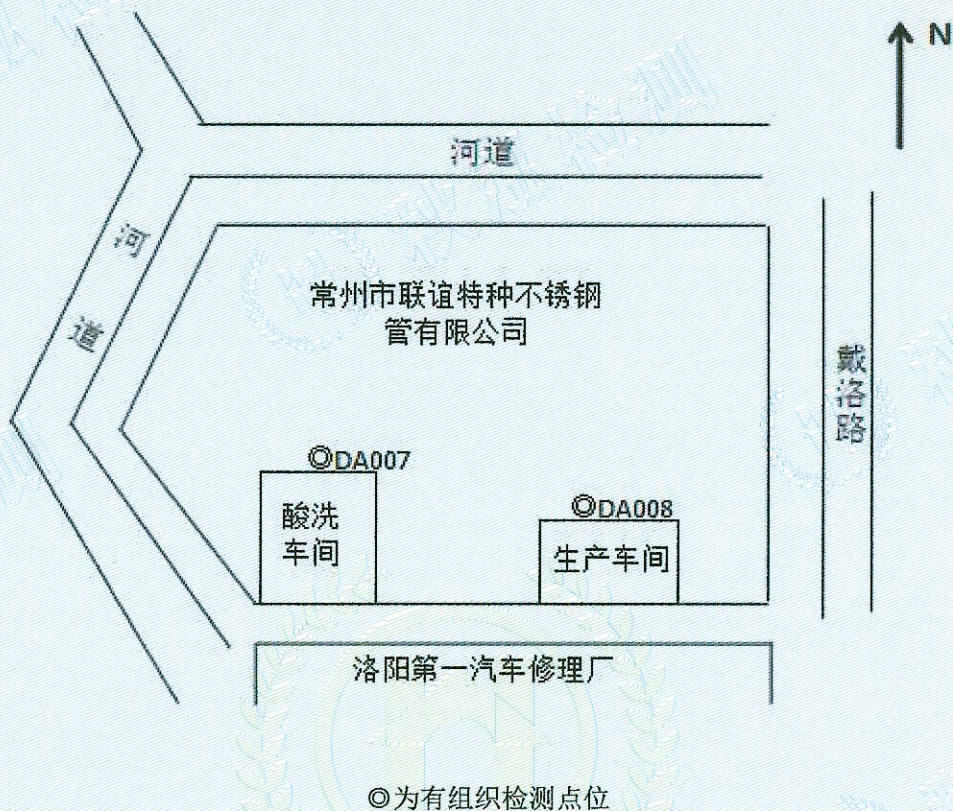 N
河道
河道
常州市联谊特种不锈钢
管有限公司
戴洛路
◎DA007
酸洗
车间
◎DA008
生产车间
洛阳第一汽车修理厂
◎为有组织检测点位